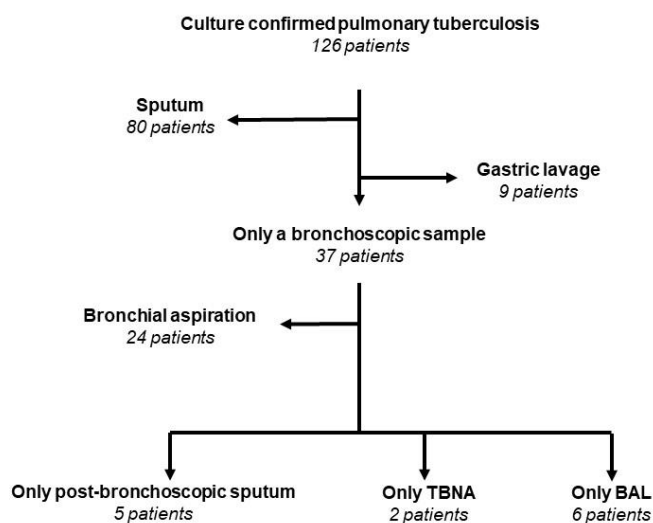 Culture confirmed pulmonary tuberculosis
126 patients
Sputum
80 patients
Gastric lavage
9 patients
Only a bronchoscopic sample
37 patients
Bronchial aspiration
24 patients
Only post-bronchoscopic sputum
5 patients
Only TBNA
2 patients
Only BAL
6 patients